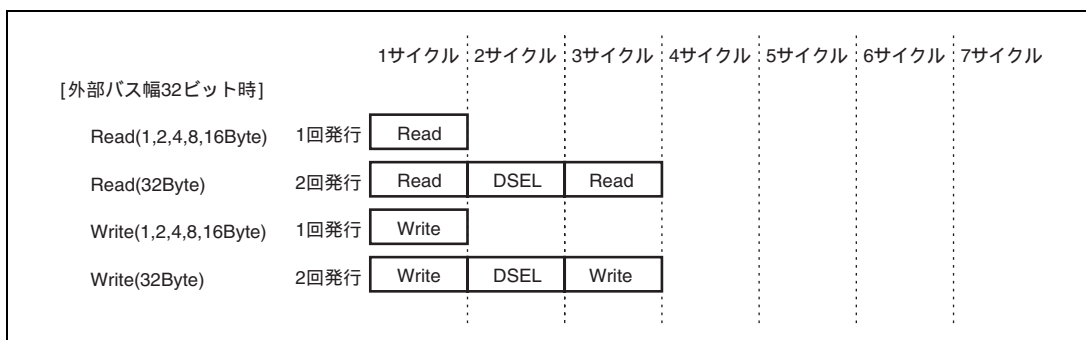 1サイクル 2サイクル 3サイクル 4サイクル 5サイクル 6サイクル 7サイクル
[外部バス幅32ビット時]
Read(1,2,4,8,16Byte) 1回発行 Read
Read(32Byte) 2回発行 Read DSEL Read
Write(1,2,4,8,16Byte) 1回発行 Write
Write(32Byte) 2回発行 Write DSEL Write